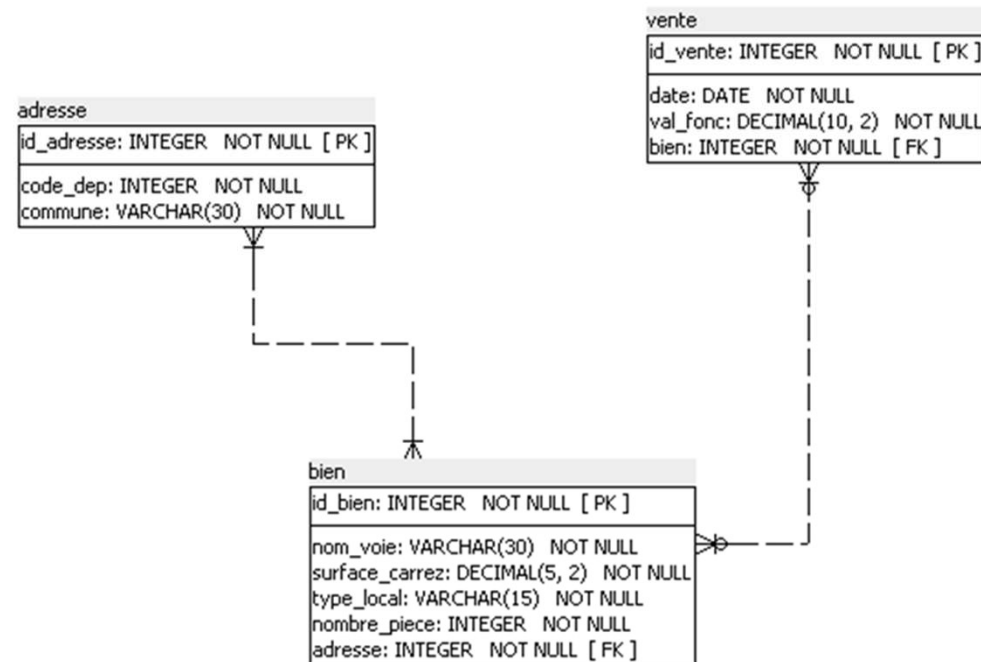 vente
id_vente: INTEGER NOT NULL [ PK ]
date: DATE NOT NULL
val_fonc: DECIMAL(10, 2) NOT NULL
bien: INTEGER NOT NULL [ FK ]
adresse
id_adresse: INTEGER NOT NULL [ PK ]
code_dep: INTEGER NOT NULL
commune: VARCHAR(30) NOT NULL
bien
id_bien: INTEGER NOT NULL [ PK ]
nom_voie: VARCHAR(30) NOT NULL
surface_carrez: DECIMAL(5, 2) NOT NULL
type_local: VARCHAR(15) NOT NULL
nombre_piece: INTEGER NOT NULL
adresse: INTEGER NOT NULL [ FK ]